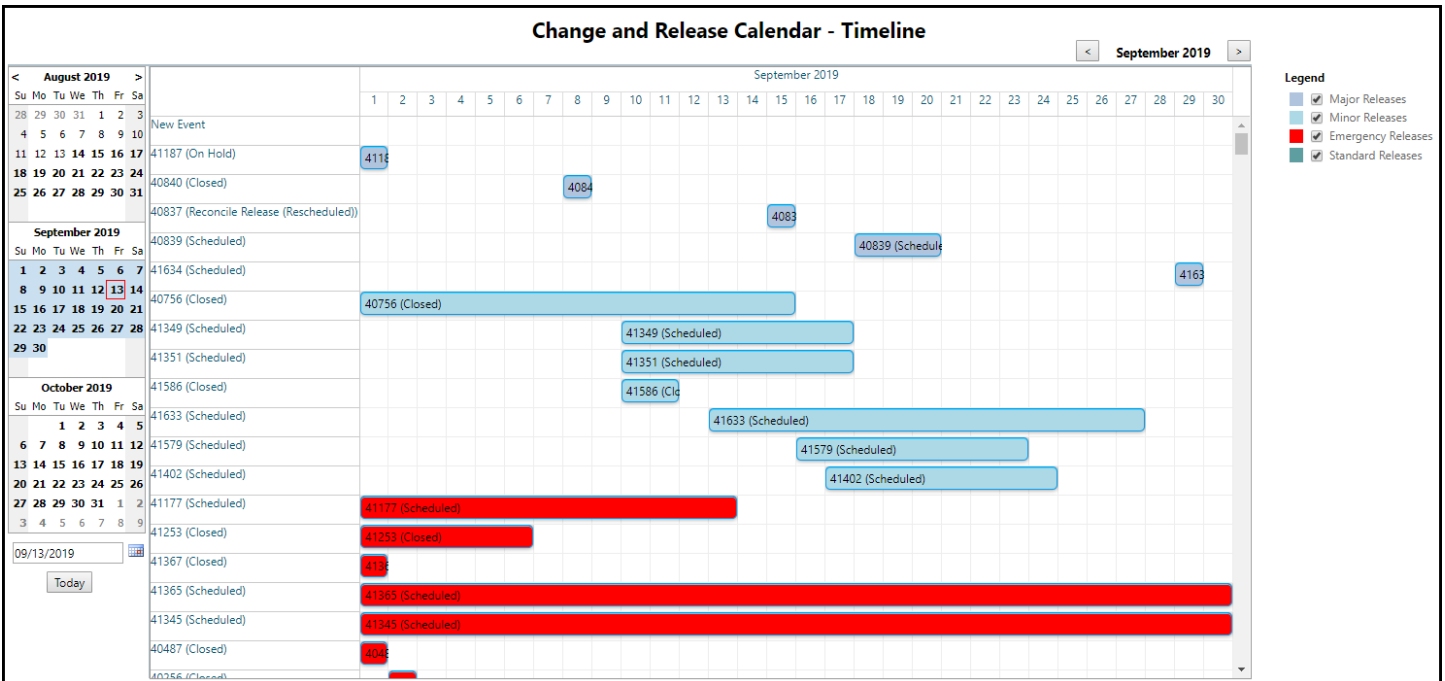 Change and Release Calendar - Timeline
< September 2019 >
< August 2019 >
Su Mo Tu We Th Fr Sa
28 29 30 31 1 2 3
4 5 6 7 8 9 10
11 12 13 14 15 16 17
18 19 20 21 22 23 24
25 26 27 28 29 30 31
September 2019
Su Mo Tu We Th Fr Sa
1 2 3 4 5 6 7
8 9 10 11 12 13 14
15 16 17 18 19 20 21
22 23 24 25 26 27 28
29 30
October 2019
Su Mo Tu We Th Fr Sa
1 2 3 4 5
6 7 8 9 10 11 12
13 14 15 16 17 18 19
20 21 22 23 24 25 26
27 28 29 30 31 1 2
3 4 5 6 7 8 9
09/13/2019
Today
September 2019
1 2 3 4 5 6 7 8 9 10 11 12 13 14 15 16 17 18 19 20 21 22 23 24 25 26 27 28 29 30
New Event
41187 (On Hold) 4118
40840 (Closed) 4084
40837 (Reconcile Release (Rescheduled)) 4083
40839 (Scheduled) 40839 (Schedule
41634 (Scheduled) 4163
40756 (Closed) 40756 (Closed)
41349 (Scheduled) 41349 (Scheduled)
41351 (Scheduled) 41351 (Scheduled)
41586 (Closed) 41586 (Clo
41633 (Scheduled) 41633 (Scheduled)
41579 (Scheduled) 41579 (Scheduled)
41402 (Scheduled) 41402 (Scheduled)
41177 (Scheduled) 41177 (Scheduled)
41253 (Closed) 41253 (Closed)
41367 (Closed) 4136
41365 (Scheduled) 41365 (Scheduled)
41345 (Scheduled) 41345 (Scheduled)
40487 (Closed) 4048
40256 (Closed)
Legend
Major Releases
Minor Releases
Emergency Releases
Standard Releases